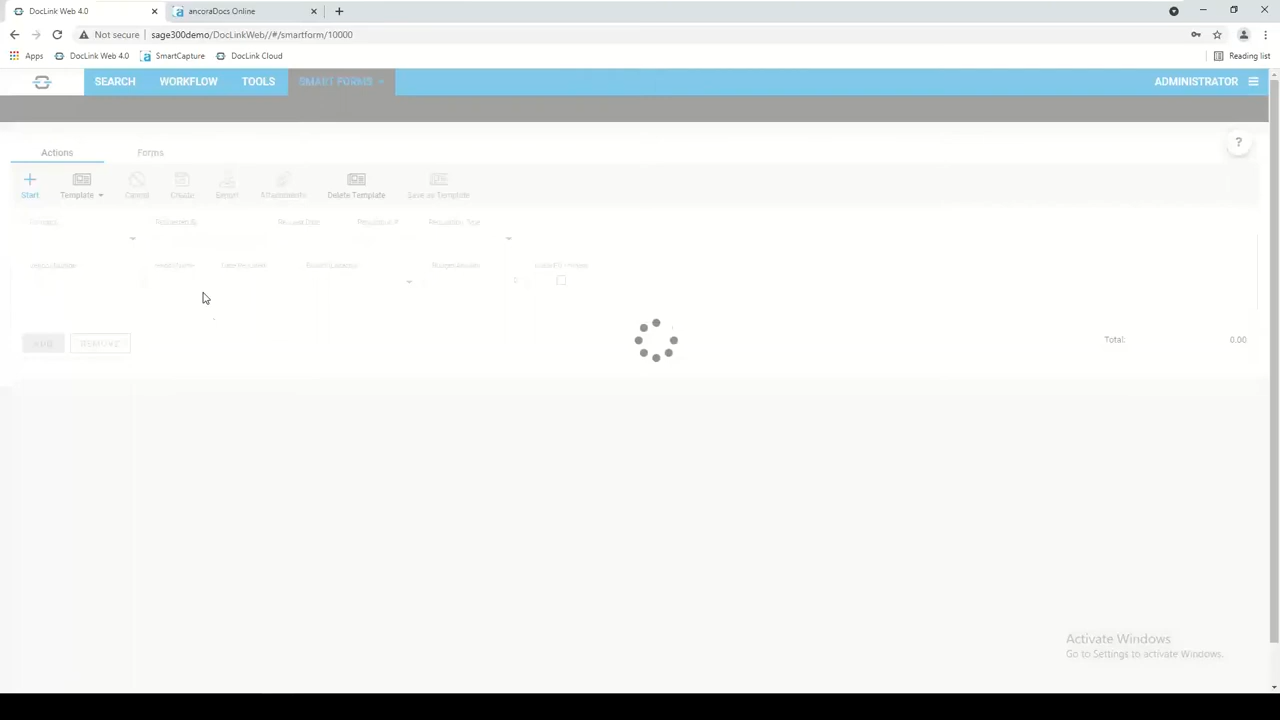 DocLink Web 4.0
ancoraDocs Online
Not secure sage300demo/DocLinkWeb//#/smartform/10000
Apps DocLink Web 4.0 SmartCapture DocLink Cloud Reading list
SEARCH WORKFLOW TOOLS SMART FORMS ADMINISTRATOR
Actions Forms
?
Start Template Cancel Create Export Attachments Delete Template Save as Template
Total: 0.00
Activate Windows
Go to Settings to activate Windows.